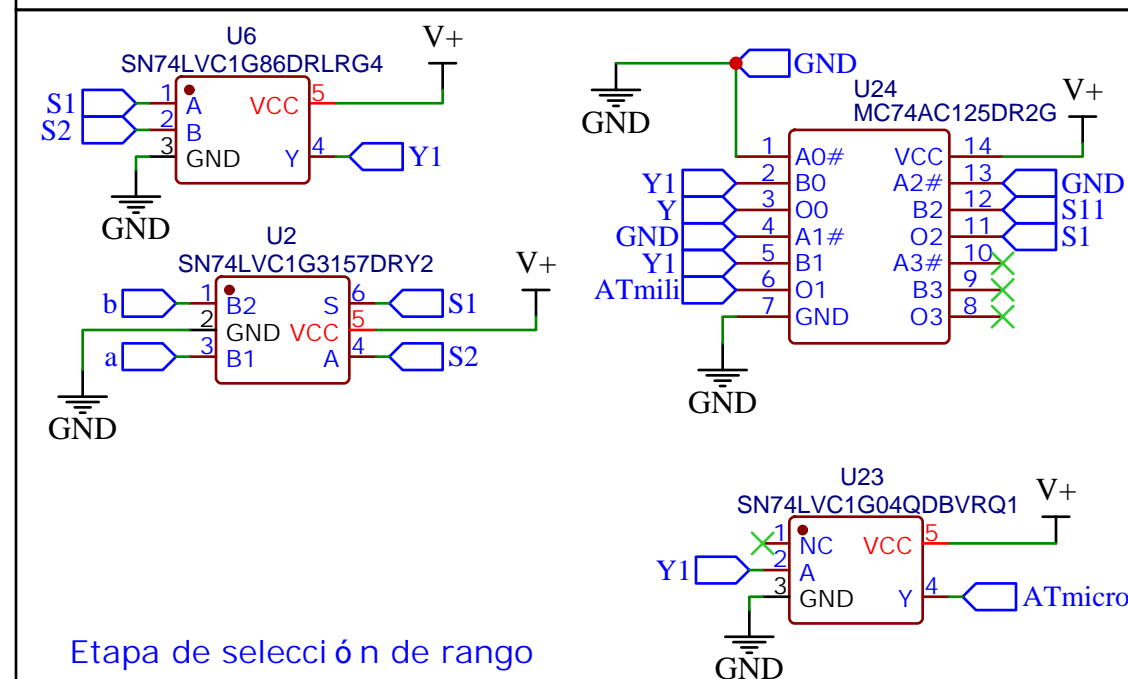 U6
SN74LVC1G86DRLRG4
V+
S1 1 A VCC 5
S2 2 B
3 GND Y 4 Y1
GND
U2
SN74LVC1G3157DRY2
V+
b 1 B2 S 6 S1
2 GND VCC 5
a 3 B1 A 4 S2
GND
GND
GND
U24
MC74AC125DR2G
V+
1 A0# VCC 14
Y1 2 B0 A2# 13 GND
Y 3 O0 B2 12 S11
GND 4 A1# O2 11 S1
Y1 5 B1 A3# 10
ATmili 6 O1 B3 9
7 GND O3 8
GND
U23
SN74LVC1G04QDBVRQ1
V+
1 NC VCC 5
Y1 2 A
3 GND Y 4 ATmicro
GND
Etapa de selección de rango